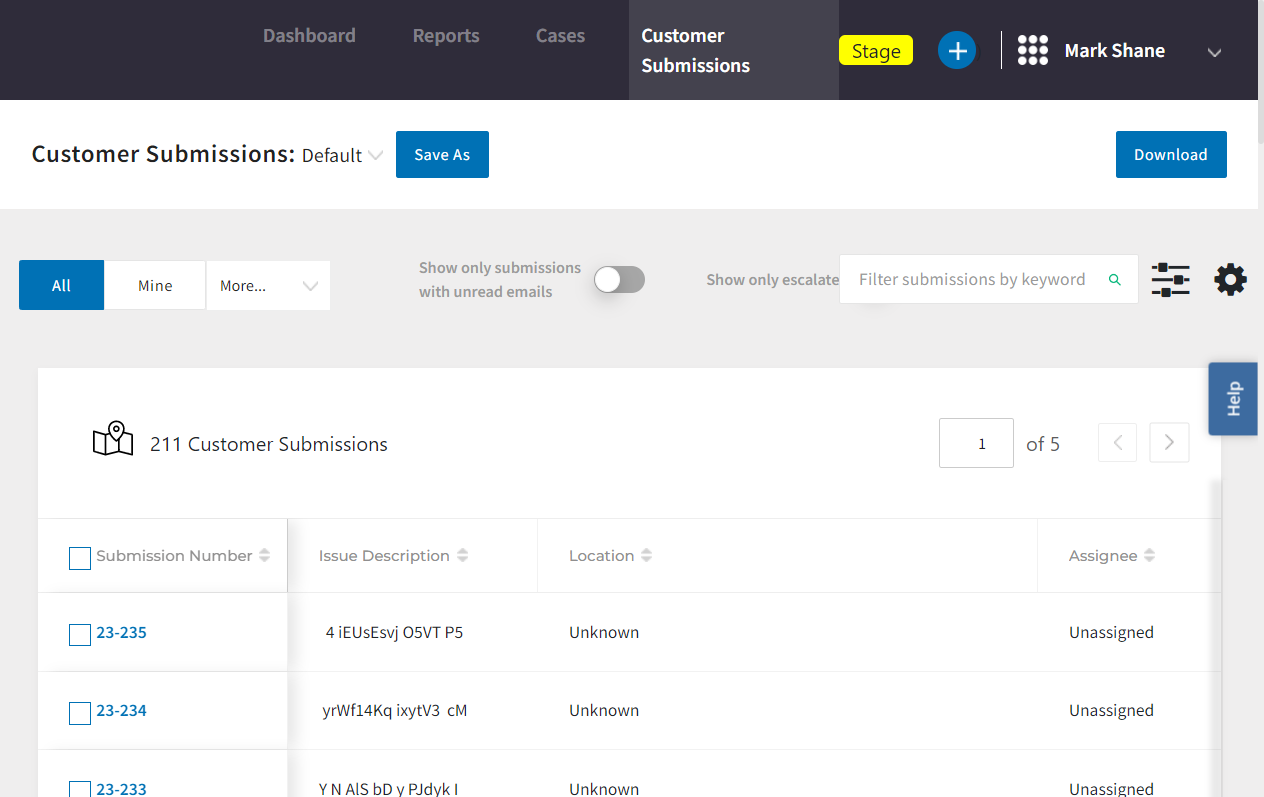 Dashboard
Reports
Cases
Customer
Submissions
Stage
Mark Shane
Customer Submissions: Default
Save As
Download
All
Mine
More...
Show only submissions
with unread emails
Show only escalate
Filter submissions by keyword
Help
211 Customer Submissions
1
of 5
Submission Number
Issue Description
Location
Assignee
23-235
4 iEUsEsvj O5VT P5
Unknown
Unassigned
23-234
yrWf14Kq ixytV3 cM
Unknown
Unassigned
23-233
Y N AlS bD y PJdyk I
Unknown
Unassigned